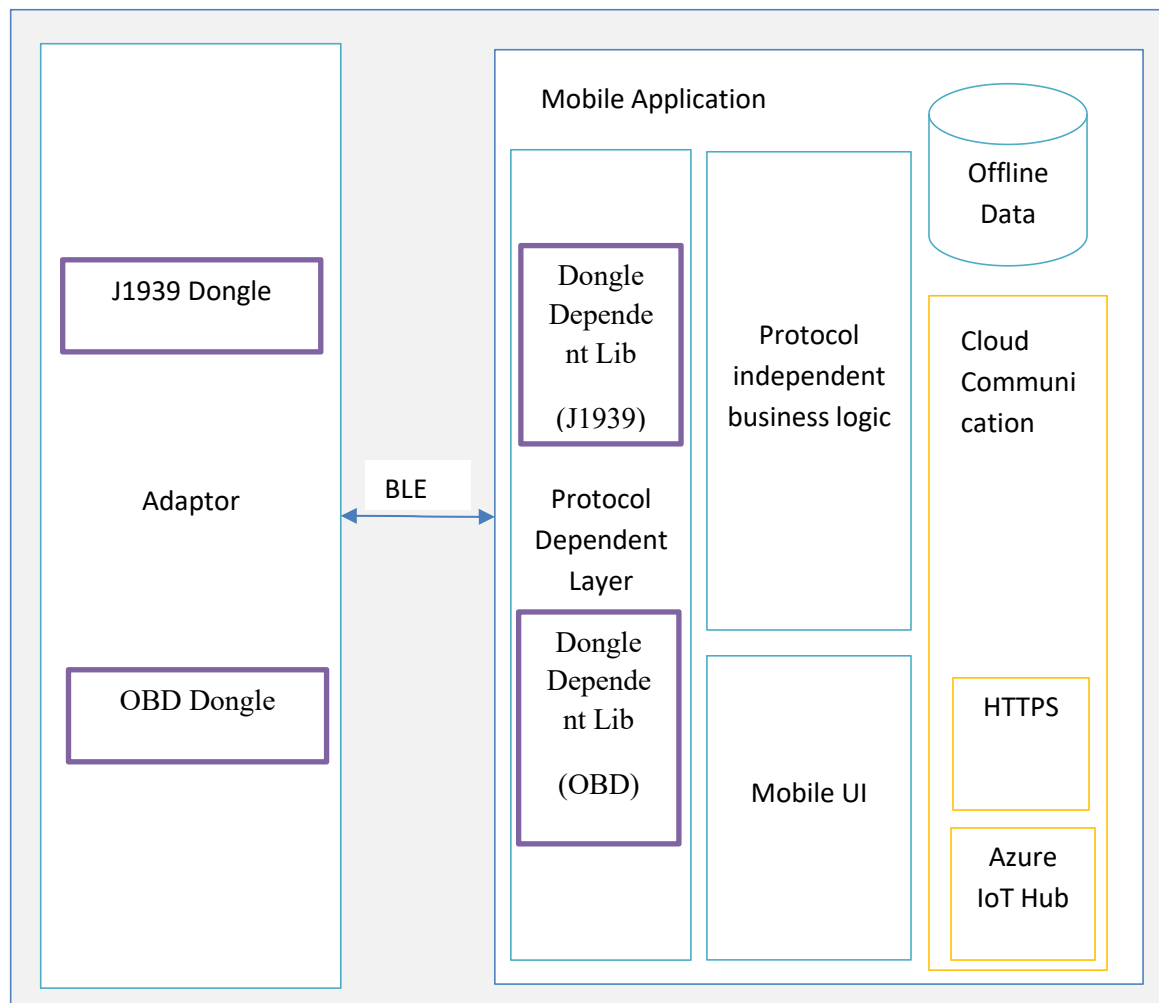 Mobile Application
Offline
Data
J1939 Dongle
Dongle
Depende
nt Lib
(J1939)
Protocol
independent
business logic
Cloud
Communi
cation
Adaptor
BLE
Protocol
Dependent
Layer
OBD Dongle
Dongle
Depende
nt Lib
(OBD)
Mobile UI
HTTPS
Azure
IoT Hub